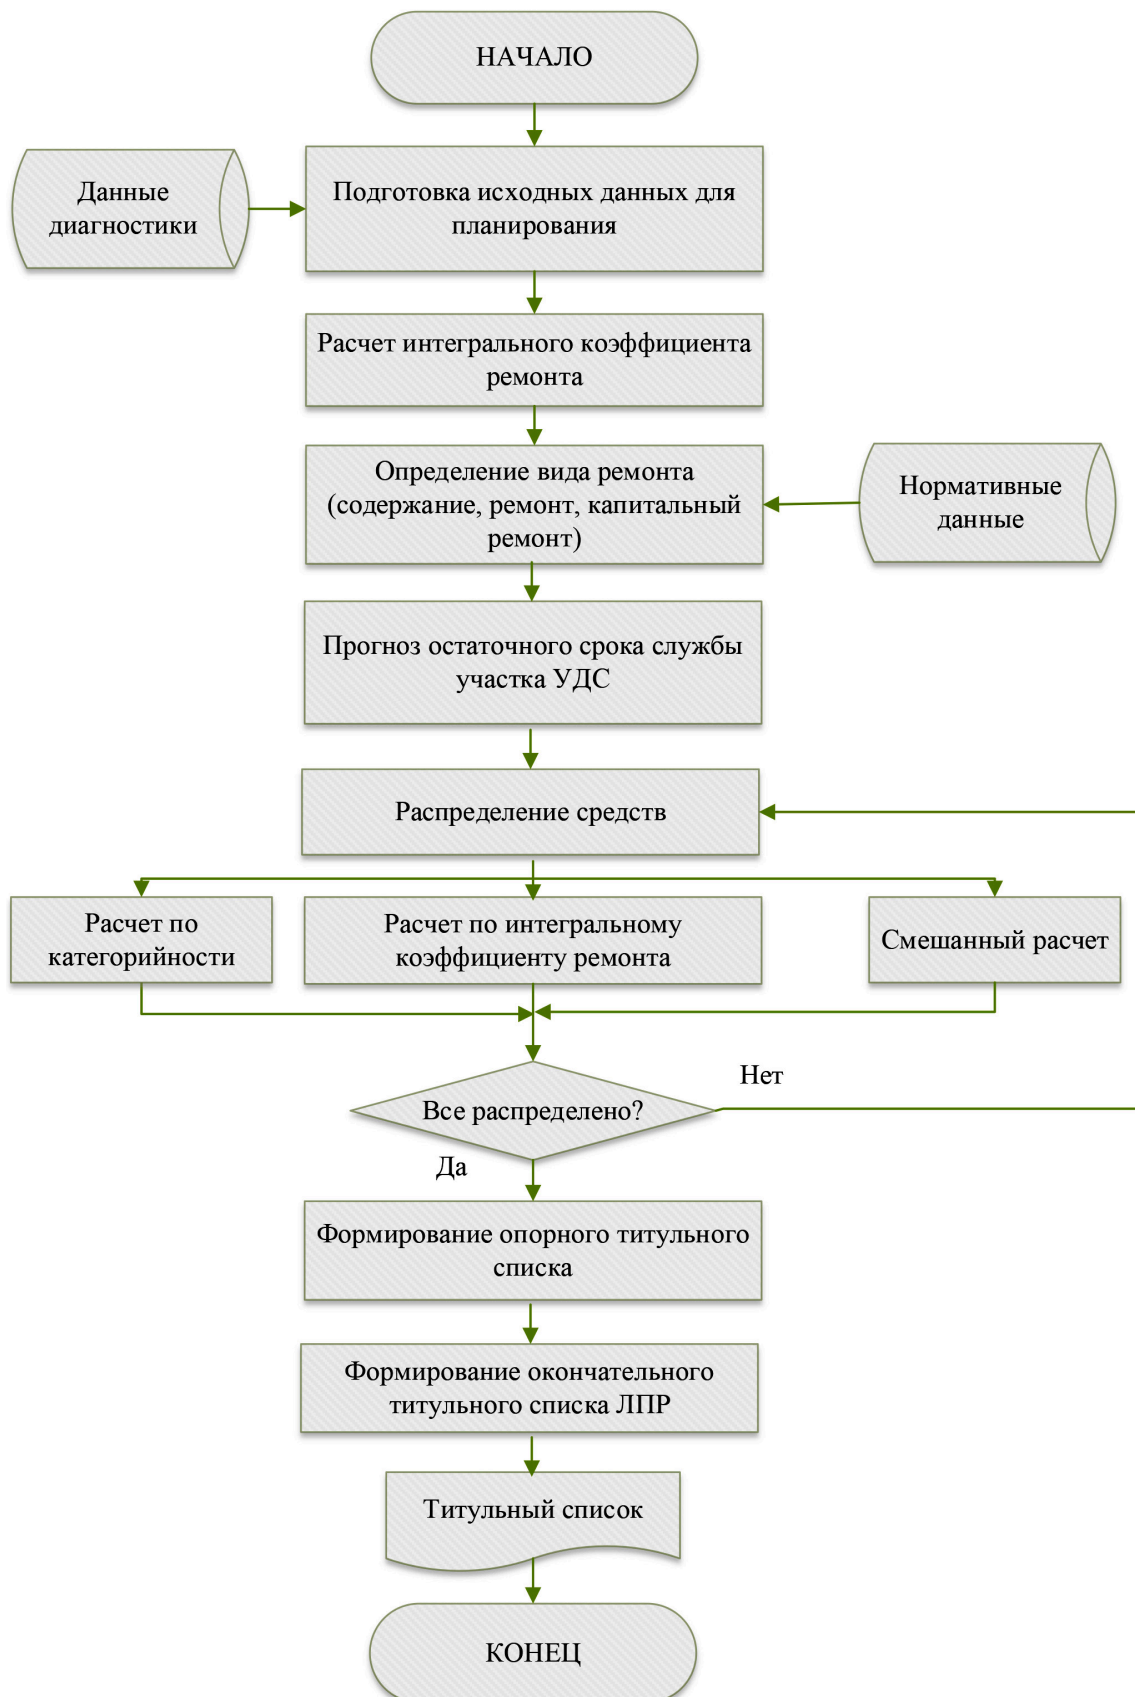 НАЧАЛО
Данные
диагностики
Подготовка исходных данных для
планирования
Расчет интегрального коэффициента
ремонта
Определение вида ремонта
(содержание, ремонт, капитальный
ремонт)
Нормативные
данные
Прогноз остаточного срока службы
участка УДС
Распределение средств
Расчет по
категорийности
Расчет по интегральному
коэффициенту ремонта
Смешанный расчет
Все распределено?
Нет
Да
Формирование опорного титульного
списка
Формирование окончательного
титульного списка ЛПР
Титульный список
КОНЕЦ